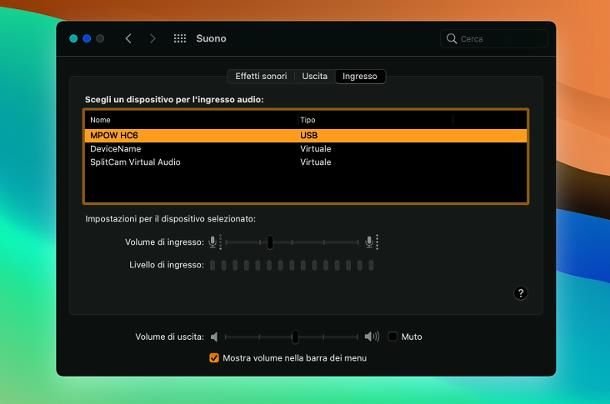 Suono
Cerca
Effetti sonori Uscita Ingresso
Scegli un dispositivo per l'ingresso audio:
Nome Tipo
MPOW HC6 USB
DeviceName Virtuale
SplitCam Virtual Audio Virtuale
Impostazioni per il dispositivo selezionato:
Volume di ingresso:
Livello di ingresso:
?
Volume di uscita: Muto
Mostra volume nella barra dei menu